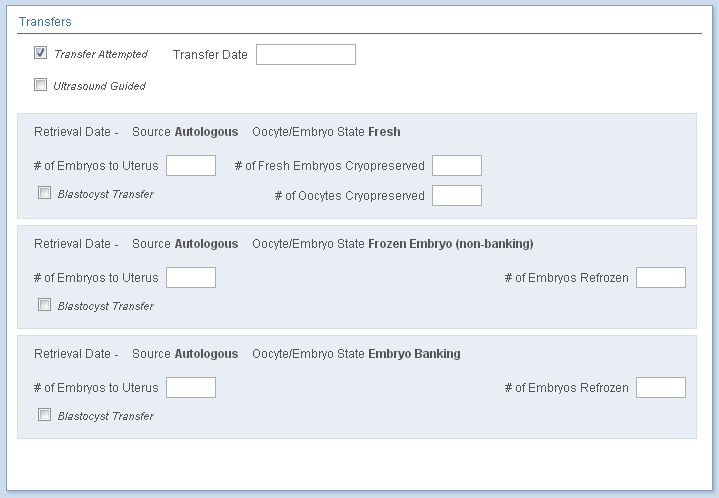 Transfers
Transfer Attempted Transfer Date
Ultrasound Guided
Retrieval Date - Source Autologous Oocyte/Embryo State Fresh
# of Embryos to Uterus # of Fresh Embryos Cryopreserved
Blastocyst Transfer # of Oocytes Cryopreserved
Retrieval Date - Source Autologous Oocyte/Embryo State Frozen Embryo (non-banking)
# of Embryos to Uterus # of Embryos Refrozen
Blastocyst Transfer
Retrieval Date - Source Autologous Oocyte/Embryo State Embryo Banking
# of Embryos to Uterus # of Embryos Refrozen
Blastocyst Transfer